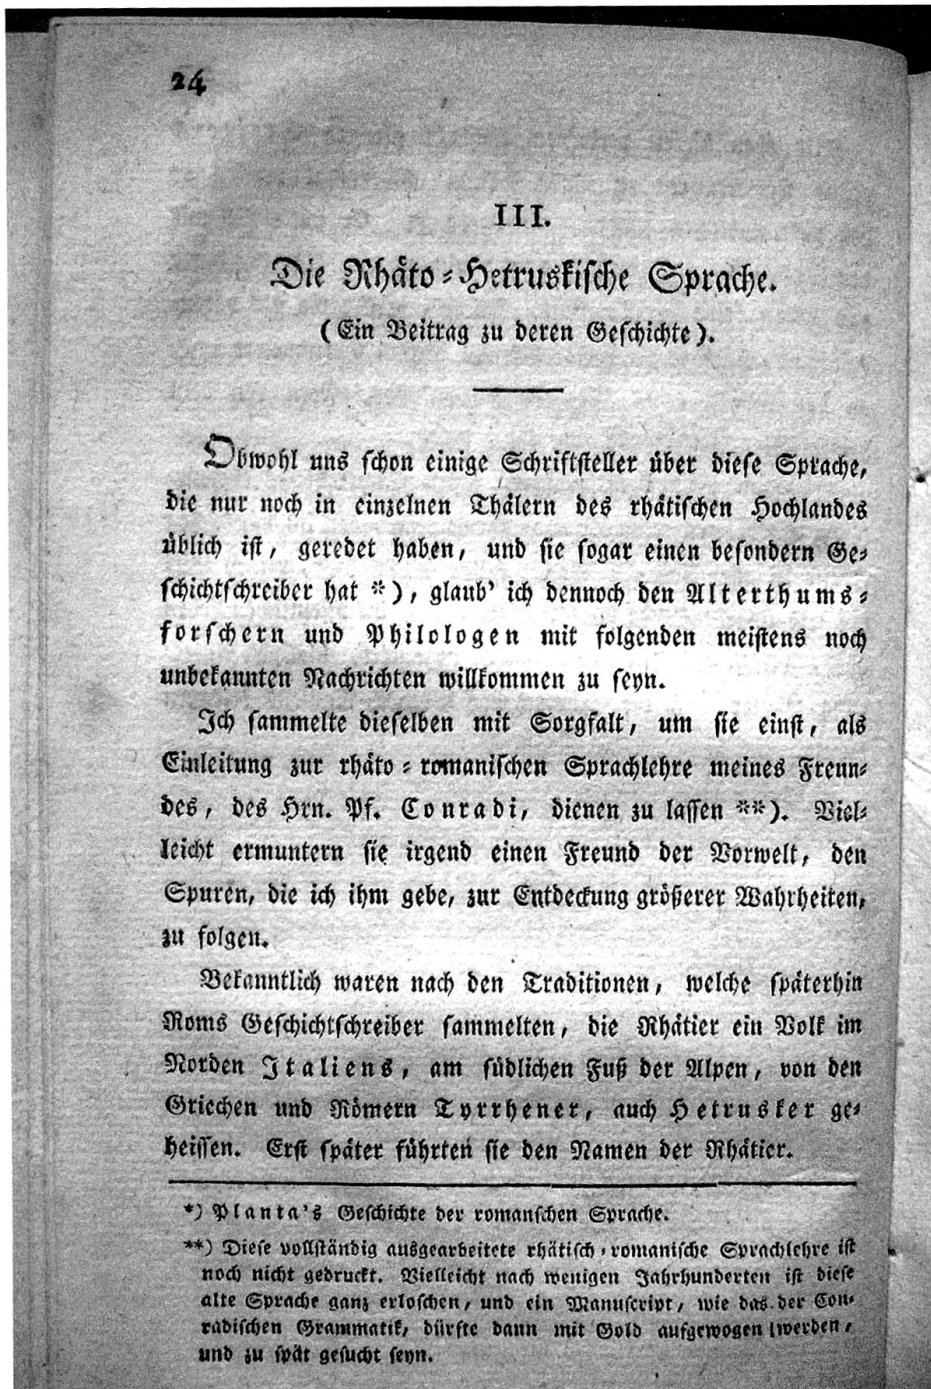 24
III.
Die Rhäto-Hetruskische Sprache.
(Ein Beitrag zu deren Geschichte).
Obwohl uns schon einige Schriftsteller über diese Sprache,
die nur noch in einzelnen Thälern des rhätischen Hochlandes
üblich ist, geredet haben, und sie sogar einen besondern Ge-
schichtschreiber hat *), glaub' ich dennoch den Alterthums-
forschern und Philologen mit folgenden meistens noch
unbekannten Nachrichten willkommen zu seyn.
Ich sammelte dieselben mit Sorgfalt, um sie einst, als
Einleitung zur rhäto-romanischen Sprachlehre meines Freun-
des, des Hrn. Pf. Conradi, dienen zu lassen **). Viel-
leicht ermuntern sie irgend einen Freund der Vorwelt, den
Spuren, die ich ihm gebe, zur Entdeckung größerer Wahrheiten,
zu folgen.
Bekanntlich waren nach den Traditionen, welche späterhin
Roms Geschichtschreiber sammelten, die Rhätier ein Volk im
Norden Italiens, am südlichen Fuß der Alpen, von den
Griechen und Römern Tyrrhener, auch Hetrusker ge-
heissen. Erst später führten sie den Namen der Rhätier.
*) Planta's Geschichte der romanschen Sprache.
**) Diese vollständig ausgearbeitete rhätisch-romanische Sprachlehre ist
noch nicht gedruckt. Vielleicht nach wenigen Jahrhunderten ist diese
alte Sprache ganz erloschen, und ein Manuscript, wie das der Con-
radischen Grammatik, dürfte dann mit Gold aufgewogen werden,
und zu spät gesucht seyn.